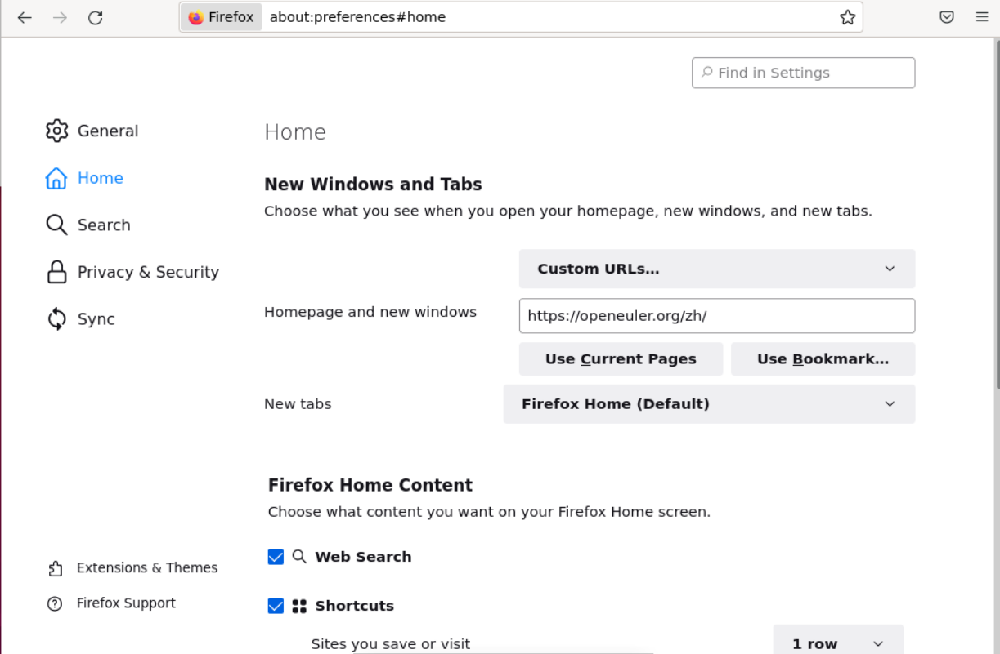 Firefox about:preferences#home
Find in Settings
General
Home
Search
Privacy & Security
Sync
Extensions & Themes
Firefox Support
Home
New Windows and Tabs
Choose what you see when you open your homepage, new windows, and new tabs.
Custom URLs...
Homepage and new windows
https://openeuler.org/zh/
Use Current Pages
Use Bookmark...
New tabs
Firefox Home (Default)
Firefox Home Content
Choose what content you want on your Firefox Home screen.
Web Search
Shortcuts
Sites you save or visit
1 row